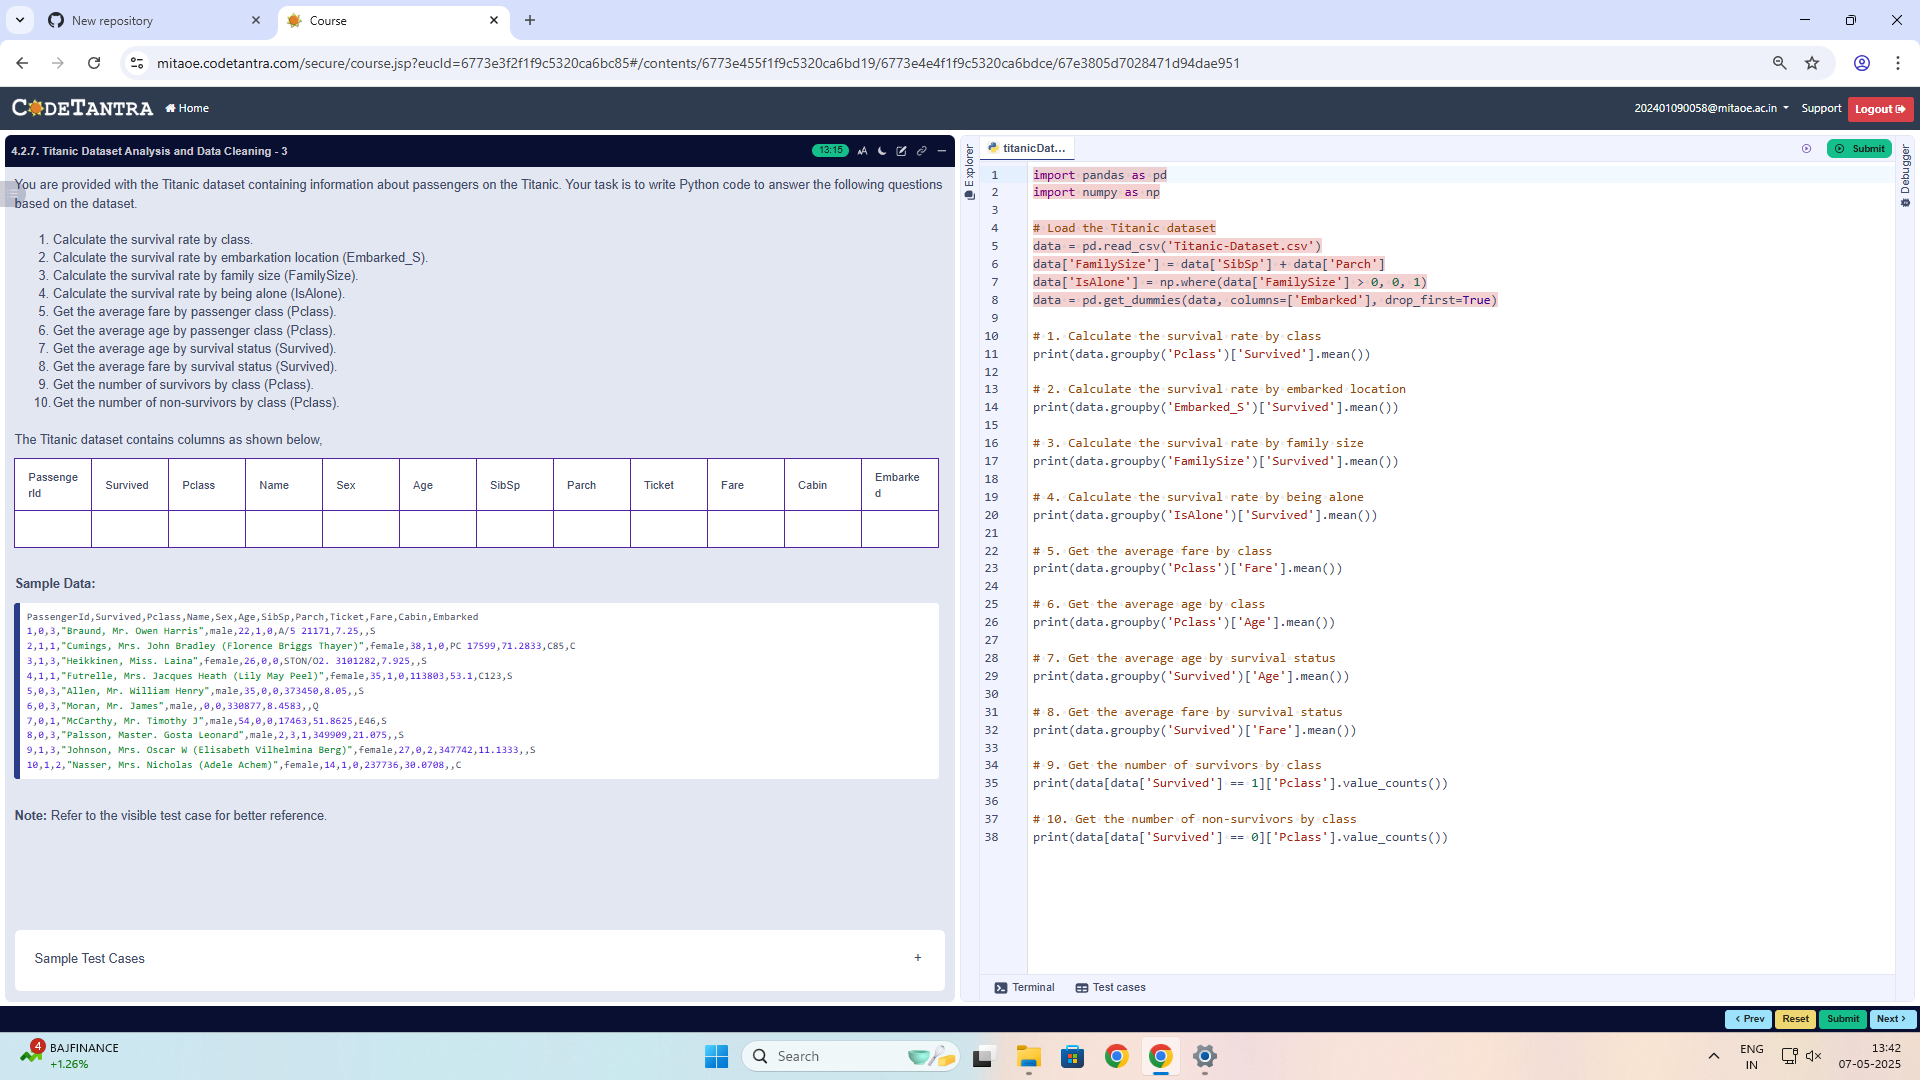 New repository
Course
mitaoe.codetantra.com/secure/course.jsp?eucId=6773e3f2f1f9c5320ca6bc85#/contents/6773e455f1f9c5320ca6bd19/6773e4e4f1f9c5320ca6bdce/67e3805d7028471d94dae951
CODETANTRA
Home
202401090058@mitaoe.ac.in
Support
Logout
4.2.7. Titanic Dataset Analysis and Data Cleaning - 3
13:15
You are provided with the Titanic dataset containing information about passengers on the Titanic. Your task is to write Python code to answer the following questions
based on the dataset.
1. Calculate the survival rate by class.
2. Calculate the survival rate by embarkation location (Embarked_S).
3. Calculate the survival rate by family size (FamilySize).
4. Calculate the survival rate by being alone (IsAlone).
5. Get the average fare by passenger class (Pclass).
6. Get the average age by passenger class (Pclass).
7. Get the average age by survival status (Survived).
8. Get the average fare by survival status (Survived).
9. Get the number of survivors by class (Pclass).
10. Get the number of non-survivors by class (Pclass).
The Titanic dataset contains columns as shown below,
Passenge
rId
Survived
Pclass
Name
Sex
Age
SibSp
Parch
Ticket
Fare
Cabin
Embarke
d
Sample Data:
PassengerId,Survived,Pclass,Name,Sex,Age,SibSp,Parch,Ticket,Fare,Cabin,Embarked
1,0,3,"Braund, Mr. Owen Harris",male,22,1,0,A/5 21171,7.25,,S
2,1,1,"Cumings, Mrs. John Bradley (Florence Briggs Thayer)",female,38,1,0,PC 17599,71.2833,C85,C
3,1,3,"Heikkinen, Miss. Laina",female,26,0,0,STON/O2. 3101282,7.925,,S
4,1,1,"Futrelle, Mrs. Jacques Heath (Lily May Peel)",female,35,1,0,113803,53.1,C123,S
5,0,3,"Allen, Mr. William Henry",male,35,0,0,373450,8.05,,S
6,0,3,"Moran, Mr. James",male,,0,0,330877,8.4583,,Q
7,0,1,"McCarthy, Mr. Timothy J",male,54,0,0,17463,51.8625,E46,S
8,0,3,"Palsson, Master. Gosta Leonard",male,2,3,1,349909,21.075,,S
9,1,3,"Johnson, Mrs. Oscar W (Elisabeth Vilhelmina Berg)",female,27,0,2,347742,11.1333,,S
10,1,2,"Nasser, Mrs. Nicholas (Adele Achem)",female,14,1,0,237736,30.0708,,C
Note: Refer to the visible test case for better reference.
Sample Test Cases
+
Explorer
titanicDat...
Submit
Debugger
1 import pandas as pd
2 import numpy as np
3
4 # Load the Titanic dataset
5 data = pd.read_csv('Titanic-Dataset.csv')
6 data['FamilySize'] = data['SibSp'] + data['Parch']
7 data['IsAlone'] = np.where(data['FamilySize'] > 0, 0, 1)
8 data = pd.get_dummies(data, columns=['Embarked'], drop_first=True)
9
10 # 1. Calculate the survival rate by class
11 print(data.groupby('Pclass')['Survived'].mean())
12
13 # 2. Calculate the survival rate by embarked location
14 print(data.groupby('Embarked_S')['Survived'].mean())
15
16 # 3. Calculate the survival rate by family size
17 print(data.groupby('FamilySize')['Survived'].mean())
18
19 # 4. Calculate the survival rate by being alone
20 print(data.groupby('IsAlone')['Survived'].mean())
21
22 # 5. Get the average fare by class
23 print(data.groupby('Pclass')['Fare'].mean())
24
25 # 6. Get the average age by class
26 print(data.groupby('Pclass')['Age'].mean())
27
28 # 7. Get the average age by survival status
29 print(data.groupby('Survived')['Age'].mean())
30
31 # 8. Get the average fare by survival status
32 print(data.groupby('Survived')['Fare'].mean())
33
34 # 9. Get the number of survivors by class
35 print(data[data['Survived'] == 1]['Pclass'].value_counts())
36
37 # 10. Get the number of non-survivors by class
38 print(data[data['Survived'] == 0]['Pclass'].value_counts())
Terminal
Test cases
< Prev
Reset
Submit
Next >
4
BAJFINANCE
+1.26%
Search
ENG
IN
13:42
07-05-2025